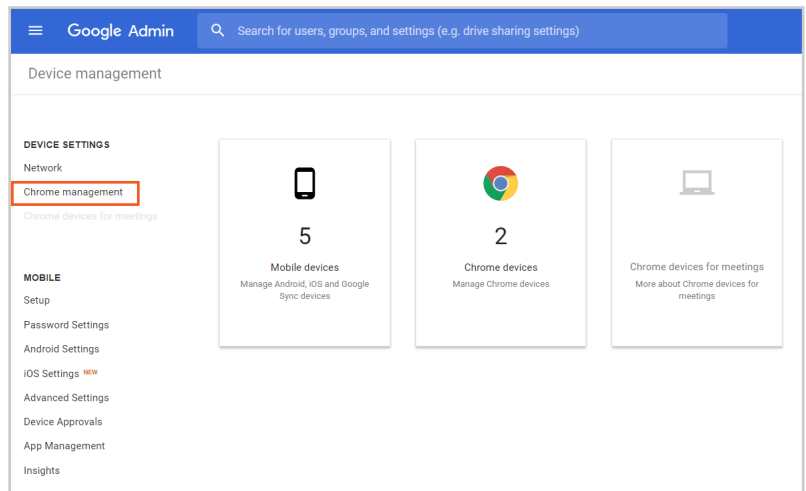 Google Admin
Search for users, groups, and settings (e.g. drive sharing settings)
Device management
DEVICE SETTINGS
Network
Chrome management
Chrome devices for meetings
MOBILE
Setup
Password Settings
Android Settings
iOS Settings NEW
Advanced Settings
Device Approvals
App Management
Insights
5
Mobile devices
Manage Android, iOS and Google
Sync devices
2
Chrome devices
Manage Chrome devices
Chrome devices for meetings
More about Chrome devices for
meetings